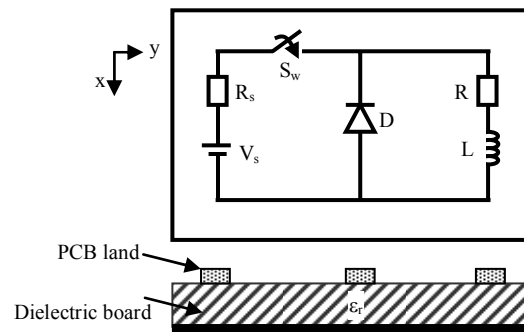 y
x
S_w
R_s
R
D
V_s
L
PCB land
Dielectric board
ε_r